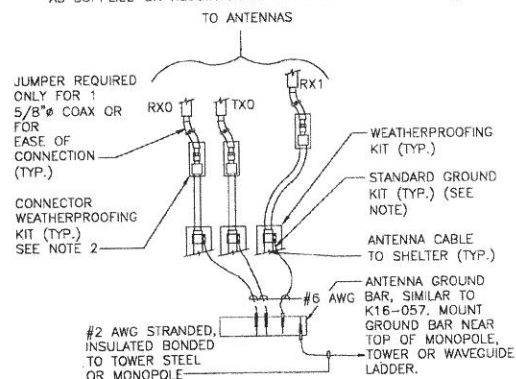 TO ANTENNAS
JUMPER REQUIRED
ONLY FOR 1
5/8"ø COAX OR
FOR
EASE OF
CONNECTION
(TYP.)
RX0
TX0
RX1
CONNECTOR
WEATHERPROOFING
KIT (TYP.)
SEE NOTE 2
WEATHERPROOFING
KIT (TYP.)
STANDARD GROUND
KIT (TYP.) (SEE
NOTE)
ANTENNA CABLE
TO SHELTER (TYP.)
#6 AWG
ANTENNA GROUND
BAR, SIMILAR TO
K16-057. MOUNT
GROUND BAR NEAR
TOP OF MONOPOLE,
TOWER OR WAVEGUIDE
LADDER.
#2 AWG STRANDED,
INSULATED BONDED
TO TOWER STEEL
OR MONOPOLE